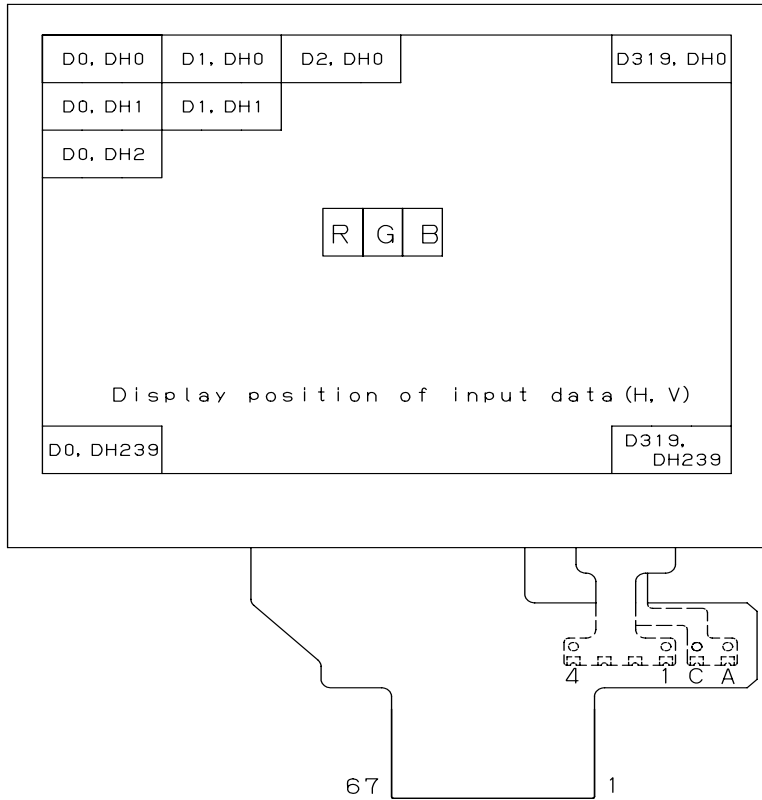 D0, DH0 D1, DH0 D2, DH0 D319, DH0
D0, DH1 D1, DH1
D0, DH2
R G B
Display position of input data (H, V)
D0, DH239 D319,
DH239
4 1 C A
67 1